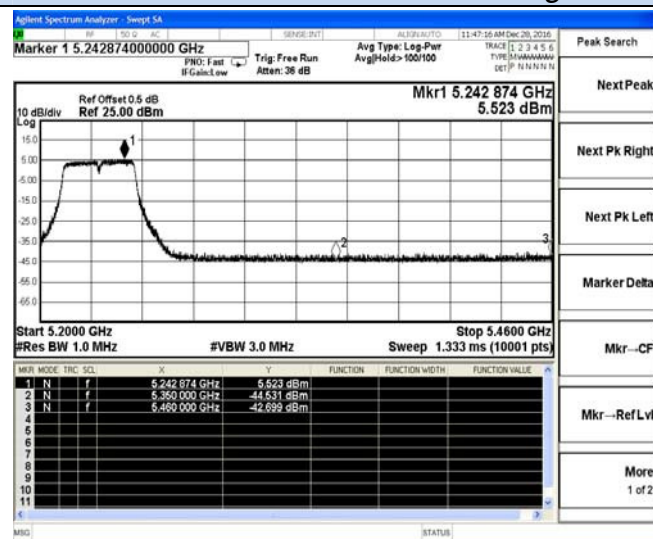 Agilent Spectrum Analyzer - Swept SA
RF 50 Ω AC SENSE:INT ALIGN AUTO 11:47:16 AM Dec 28, 2016
Marker 1 5.242874000000 GHz
PNO: Fast
IFGain:Low
Trig: Free Run
Atten: 36 dB
Avg Type: Log-Pwr
Avg|Hold>100/100
TRACE 1 2 3 4 5 6
TYPE
DET P N N N N N
Peak Search
Next Peak
Next Pk Right
Next Pk Left
Marker Delta
Mkr→CF
Mkr→Ref Lvl
More
1 of 2
Ref Offset 0.5 dB
10 dB/div Ref 25.00 dBm
Log
Mkr1 5.242 874 GHz
5.523 dBm
15.0
5.00
-5.00
-15.0
-25.0
-35.0
-45.0
-55.0
-65.0
1
2
3
Start 5.2000 GHz Stop 5.4600 GHz
#Res BW 1.0 MHz #VBW 3.0 MHz Sweep 1.333 ms (10001 pts)
MKR MODE TRC SCL X Y FUNCTION FUNCTION WIDTH FUNCTION VALUE
1 N f 5.242 874 GHz 5.523 dBm
2 N f 5.350 000 GHz -44.531 dBm
3 N f 5.460 000 GHz -42.699 dBm
4
5
6
7
8
9
10
11
MSG STATUS